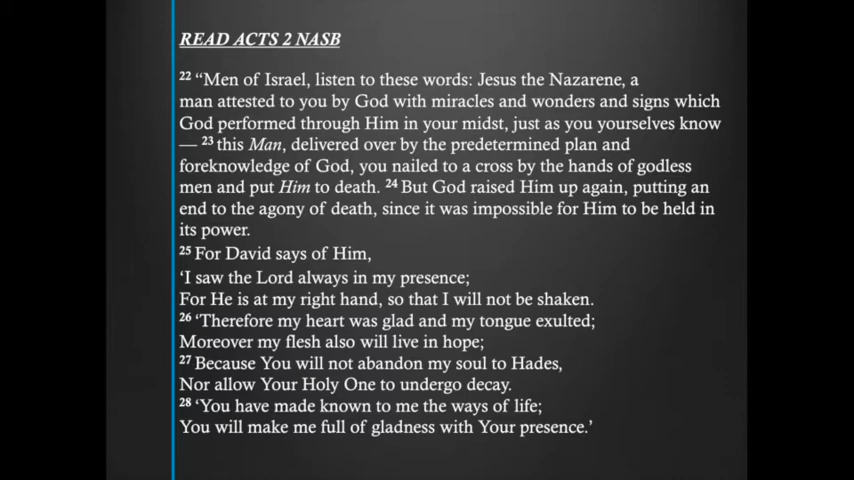 READ ACTS 2 NASB
22 “Men of Israel, listen to these words: Jesus the Nazarene, a
man attested to you by God with miracles and wonders and signs which
God performed through Him in your midst, just as you yourselves know
— 23 this Man, delivered over by the predetermined plan and
foreknowledge of God, you nailed to a cross by the hands of godless
men and put Him to death. 24 But God raised Him up again, putting an
end to the agony of death, since it was impossible for Him to be held in
its power.
25 For David says of Him,
‘I saw the Lord always in my presence;
For He is at my right hand, so that I will not be shaken.
26 ‘Therefore my heart was glad and my tongue exulted;
Moreover my flesh also will live in hope;
27 Because You will not abandon my soul to Hades,
Nor allow Your Holy One to undergo decay.
28 ‘You have made known to me the ways of life;
You will make me full of gladness with Your presence.’